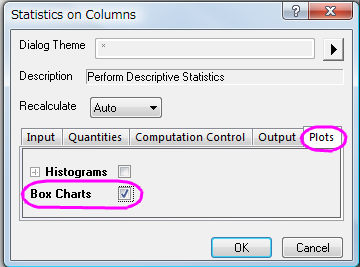 Statistics on Columns
Dialog Theme *
Description Perform Descriptive Statistics
Recalculate Auto
Input Quantities Computation Control Output Plots
Histograms
Box Charts
OK Cancel